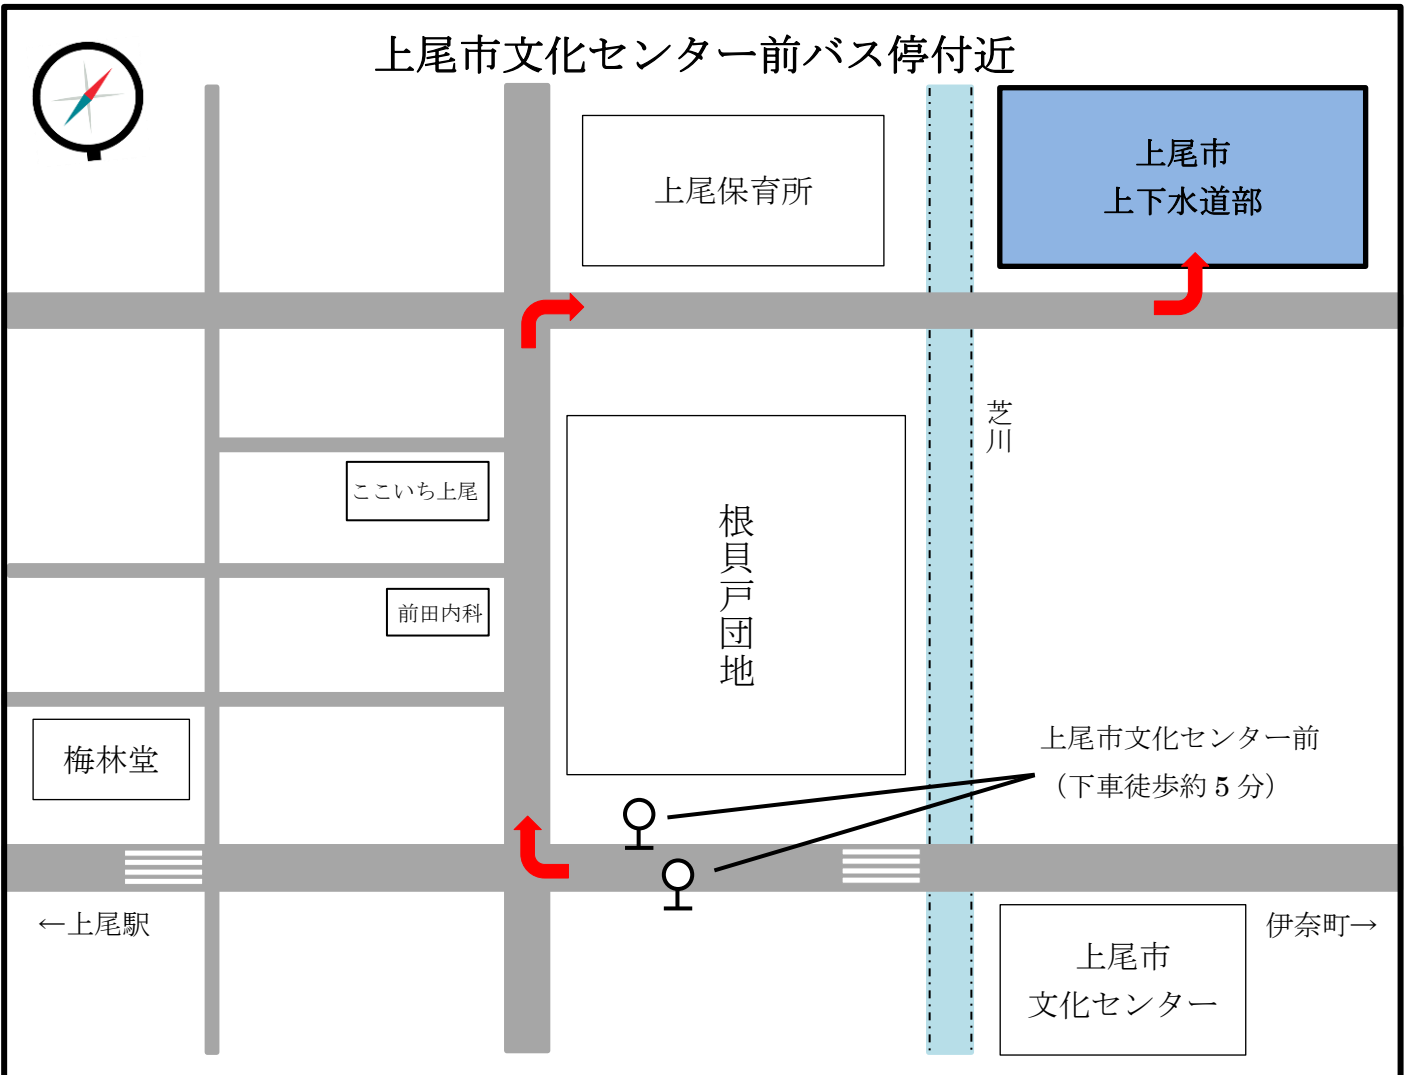 上尾市文化センター前バス停付近
上尾市
上下水道部
上尾保育所
芝川
ここいち上尾
根貝戸団地
前田内科
梅林堂
上尾市文化センター前
（下車徒歩約5分）
←上尾駅
伊奈町→
上尾市
文化センター